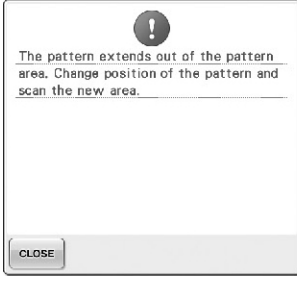 The pattern extends out of the pattern
area. Change position of the pattern and
scan the new area.
CLOSE